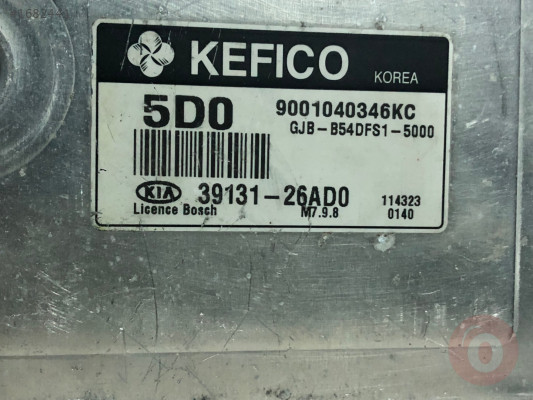 KEFICO
KOREA
5D0
9001040346KC
GJB-B54DFS1-5000
KIA
39131-26AD0
114323
Licence Bosch
M7.9.8
0140